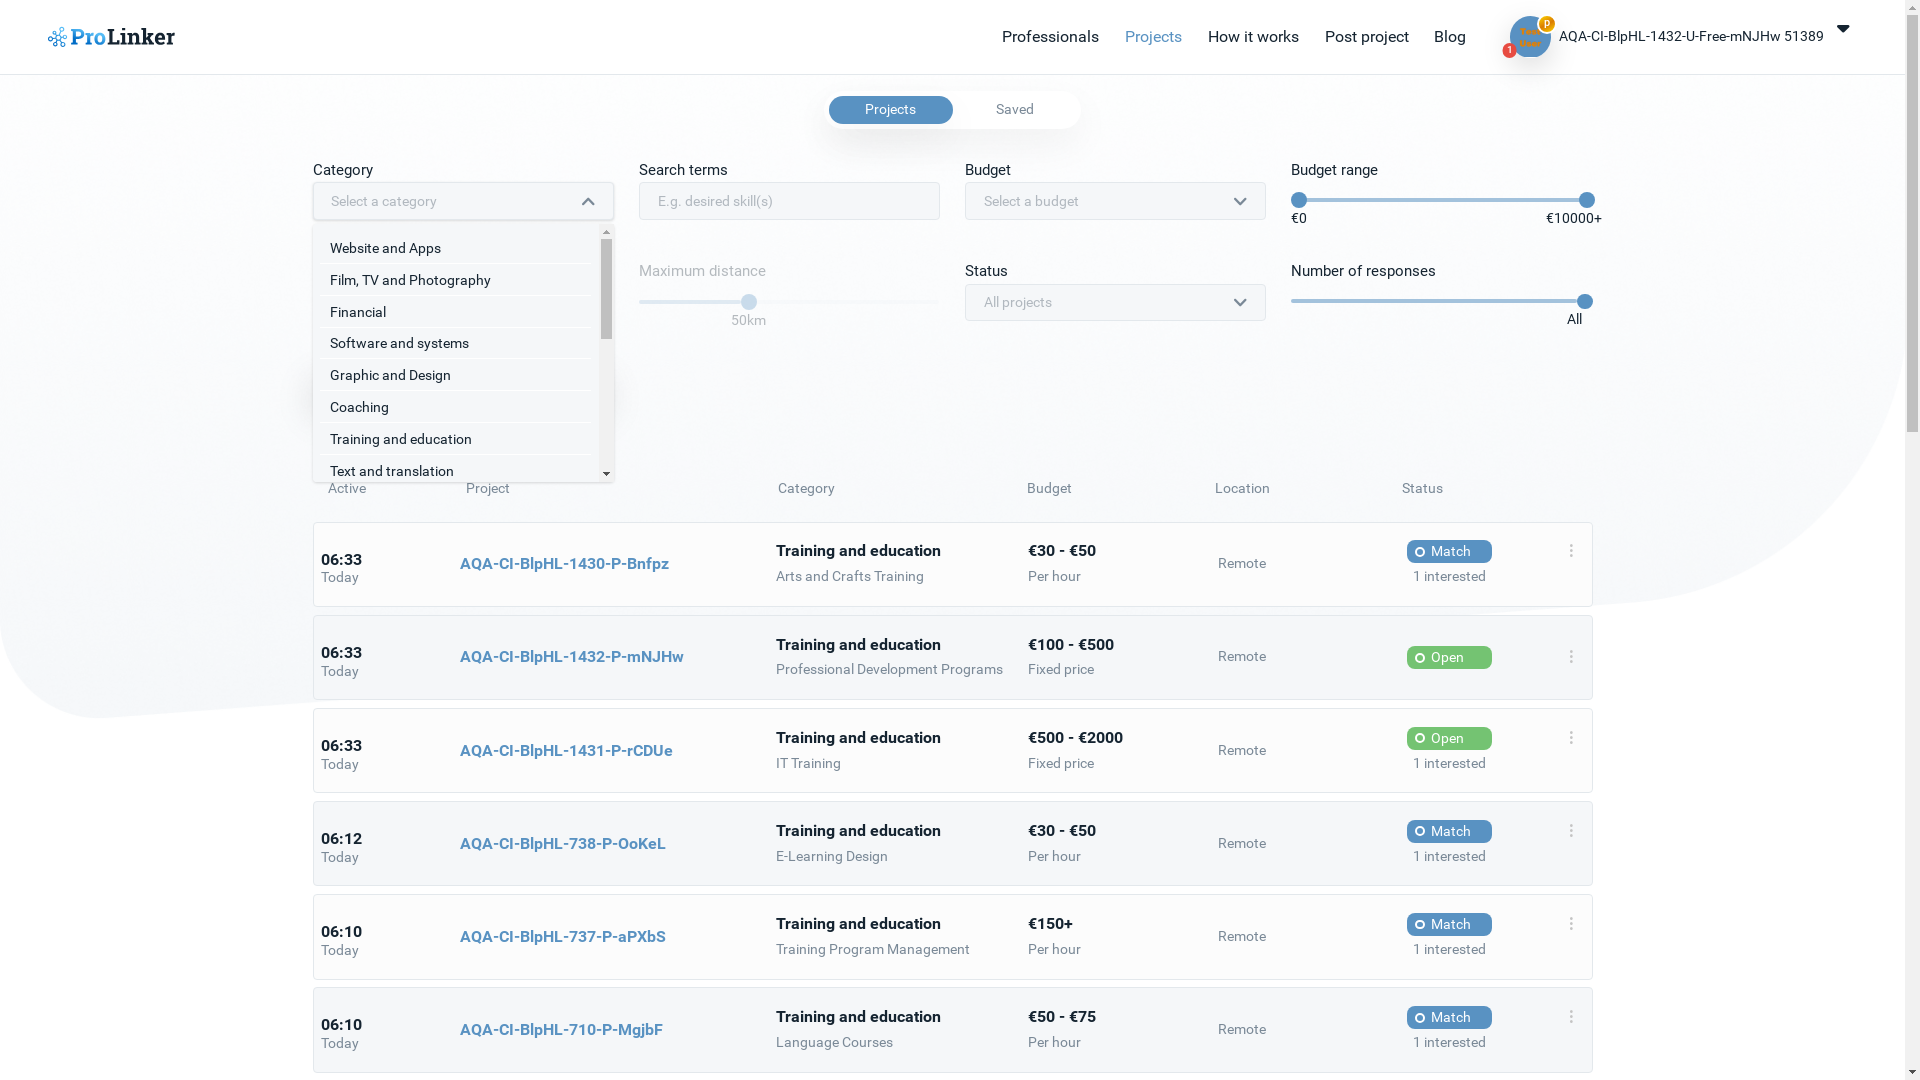 ProLinker
Professionals
Projects
How it works
Post project
Blog
p
1
AQA-CI-BlpHL-1432-U-Free-mNJHw 51389
Projects
Saved
Category
Search terms
Budget
Budget range
Select a category
E.g. desired skill(s)
Select a budget
€0
€10000+
Website and Apps
Film, TV and Photography
Financial
Software and systems
Graphic and Design
Coaching
Training and education
Text and translation
Maximum distance
50km
Status
All projects
Number of responses
All
Active
Project
Category
Budget
Location
Status
06:33
Today
AQA-CI-BlpHL-1430-P-Bnfpz
Training and education
Arts and Crafts Training
€30 - €50
Per hour
Remote
Match
1 interested
06:33
Today
AQA-CI-BlpHL-1432-P-mNJHw
Training and education
Professional Development Programs
€100 - €500
Fixed price
Remote
Open
06:33
Today
AQA-CI-BlpHL-1431-P-rCDUe
Training and education
IT Training
€500 - €2000
Fixed price
Remote
Open
1 interested
06:12
Today
AQA-CI-BlpHL-738-P-OoKeL
Training and education
E-Learning Design
€30 - €50
Per hour
Remote
Match
1 interested
06:10
Today
AQA-CI-BlpHL-737-P-aPXbS
Training and education
Training Program Management
€150+
Per hour
Remote
Match
1 interested
06:10
Today
AQA-CI-BlpHL-710-P-MgjbF
Training and education
Language Courses
€50 - €75
Per hour
Remote
Match
1 interested